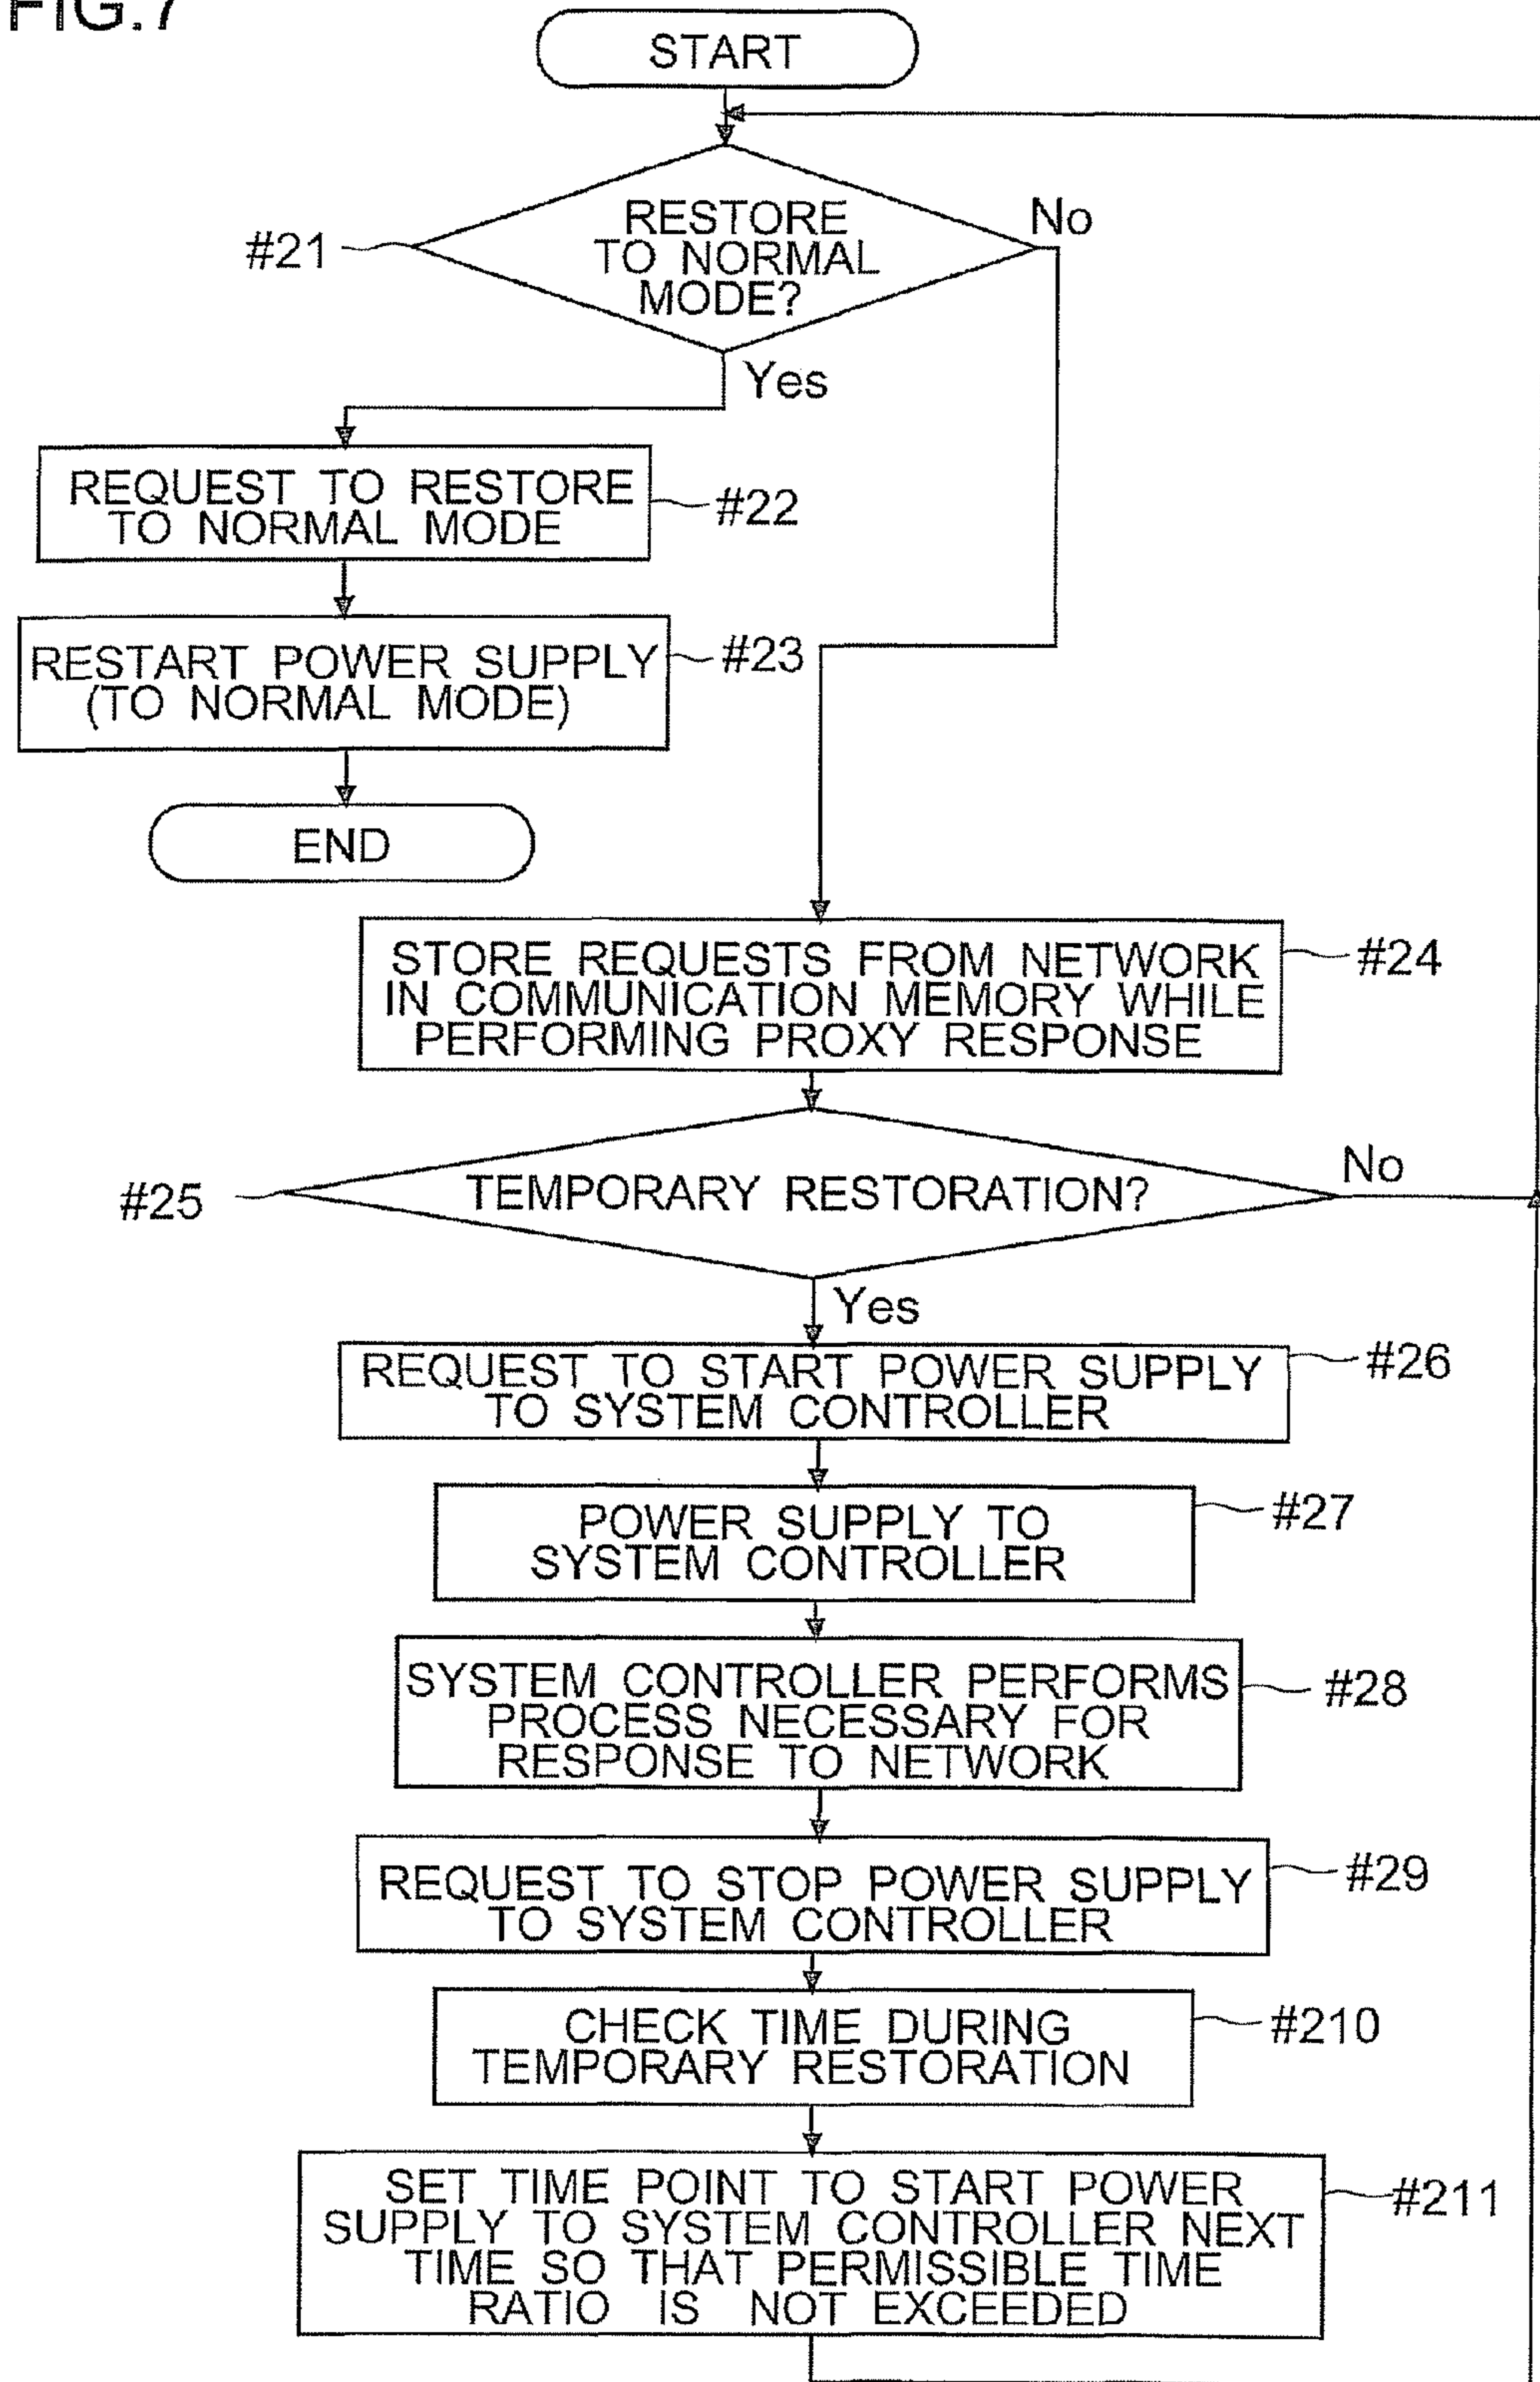 FIG.7
START
RESTORE
TO NORMAL
MODE?
No
#21
Yes
REQUEST TO RESTORE
TO NORMAL MODE
#22
RESTART POWER SUPPLY
(TO NORMAL MODE)
#23
END
STORE REQUESTS FROM NETWORK
IN COMMUNICATION MEMORY WHILE
PERFORMING PROXY RESPONSE
#24
TEMPORARY RESTORATION?
No
#25
Yes
REQUEST TO START POWER SUPPLY
TO SYSTEM CONTROLLER
#26
POWER SUPPLY TO
SYSTEM CONTROLLER
#27
SYSTEM CONTROLLER PERFORMS
PROCESS NECESSARY FOR
RESPONSE TO NETWORK
#28
REQUEST TO STOP POWER SUPPLY
TO SYSTEM CONTROLLER
#29
CHECK TIME DURING
TEMPORARY RESTORATION
#210
SET TIME POINT TO START POWER
SUPPLY TO SYSTEM CONTROLLER NEXT
TIME SO THAT PERMISSIBLE TIME
RATIO IS NOT EXCEEDED
#211